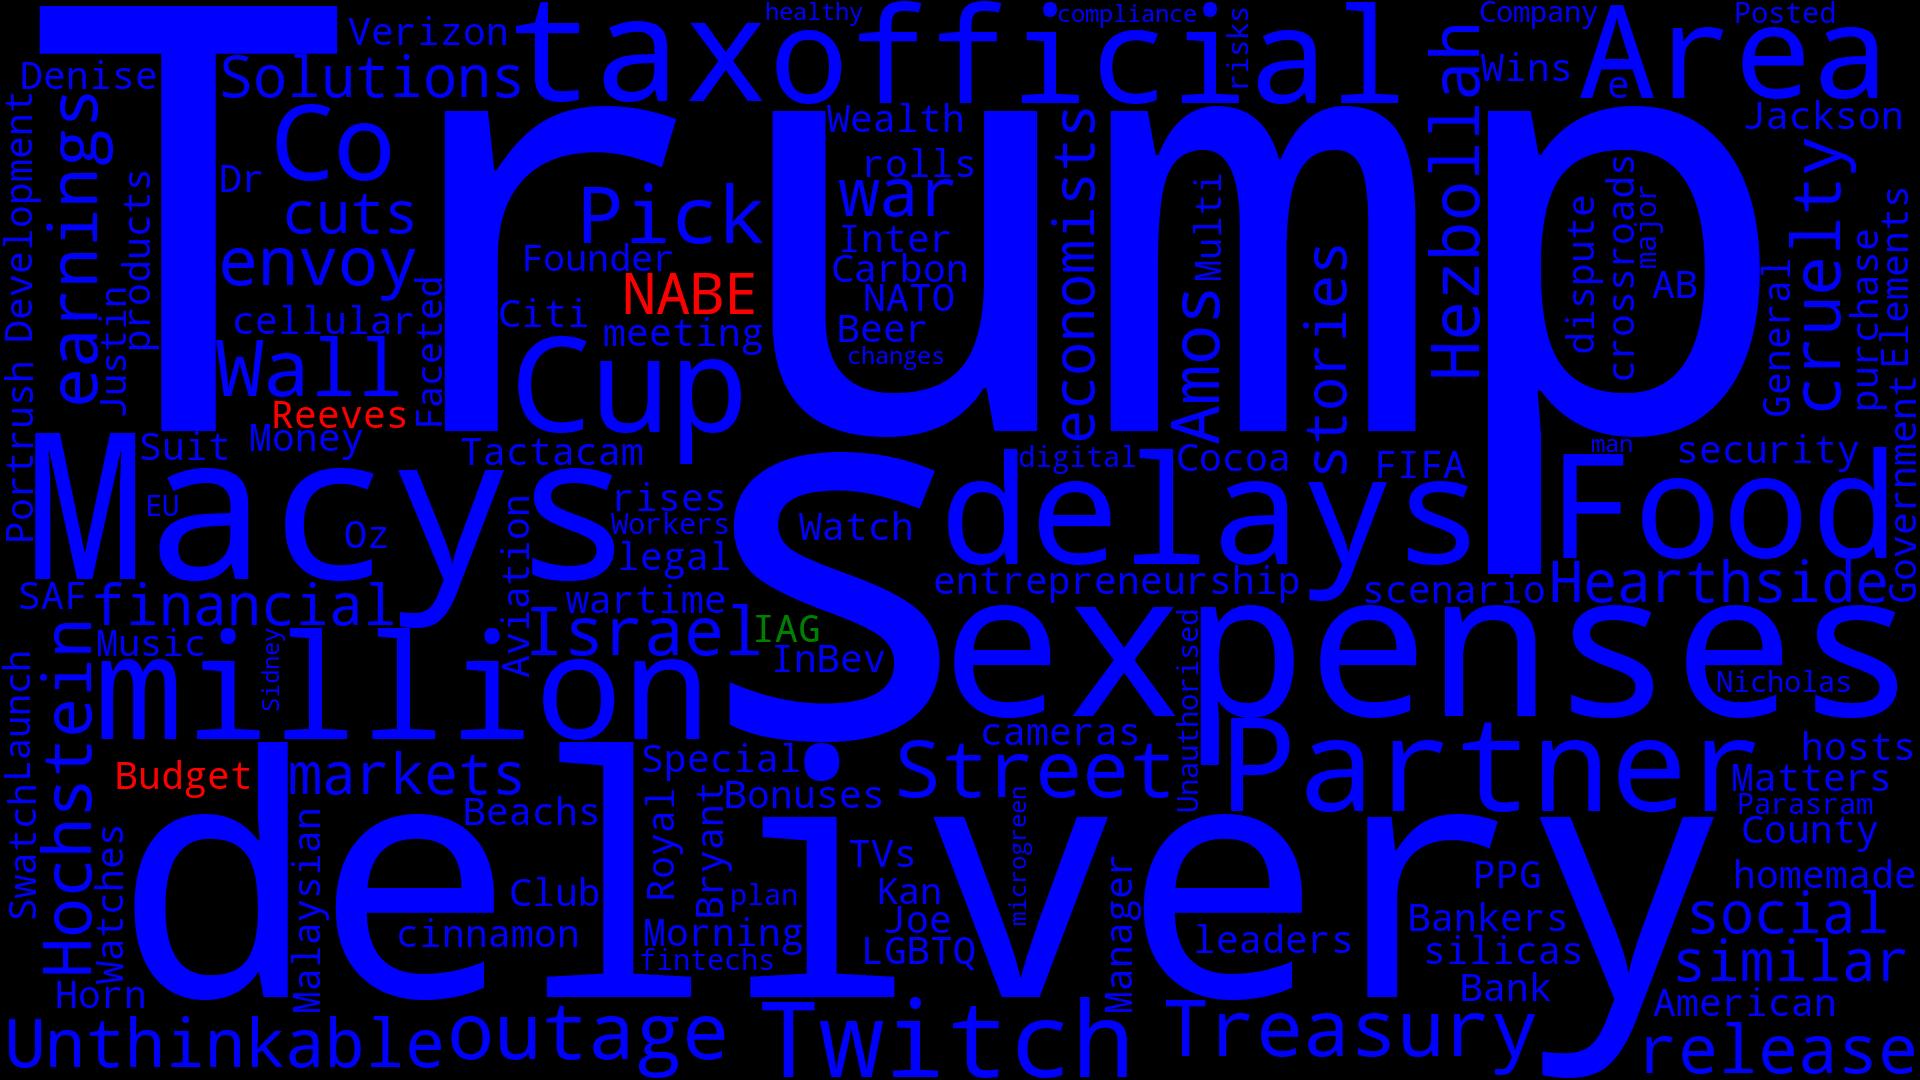 Trump
tax
official
Area
Verizon
healthy
compliance
risks
Company
Posted
Denise
Solutions
Wins
e
Jackson
Co
Wealth
Dr
rolls
war
cuts
Pick
envoy
Founder
Inter
Carbon
NATO
NABE
Citi
meeting
Beer
changes
cellular
Wall
Reeves
Cup
Faceted
Money
Suit
earnings
products
Justin
Portrush
Development
economists
Multi
Amos
stories
Hezbollah
dispute
crossroads
major
AB
General
cruelty
purchase
Elements
Government
Macys
EU
Oz
Tactacam
rises
Workers
legal
Aviation
wartime
Israel
IAG
InBev
s
Watch
digital
Cocoa
FIFA
delays
man
security
Food
entrepreneurship
scenario
Hearthside
SAF
financial
Music
Sidney
million
expenses
Unauthorised
Nicholas
Hochstein
Launch
Swatch
Watches
Budget
markets
Special
Bonuses
cameras
Street
Partner
hosts
Matters
Parasram
County
Beachs
Royal
Bryant
delivery
Malaysian
Club
cinnamon
plan
Morning
fintechs
TVs
Kan
Joe
LGBTQ
microgreen
Manager
leaders
PPG
Bankers
silicas
Bank
homemade
social
similar
American
release
Horn
Unthinkable
outage
Twitch
Treasury